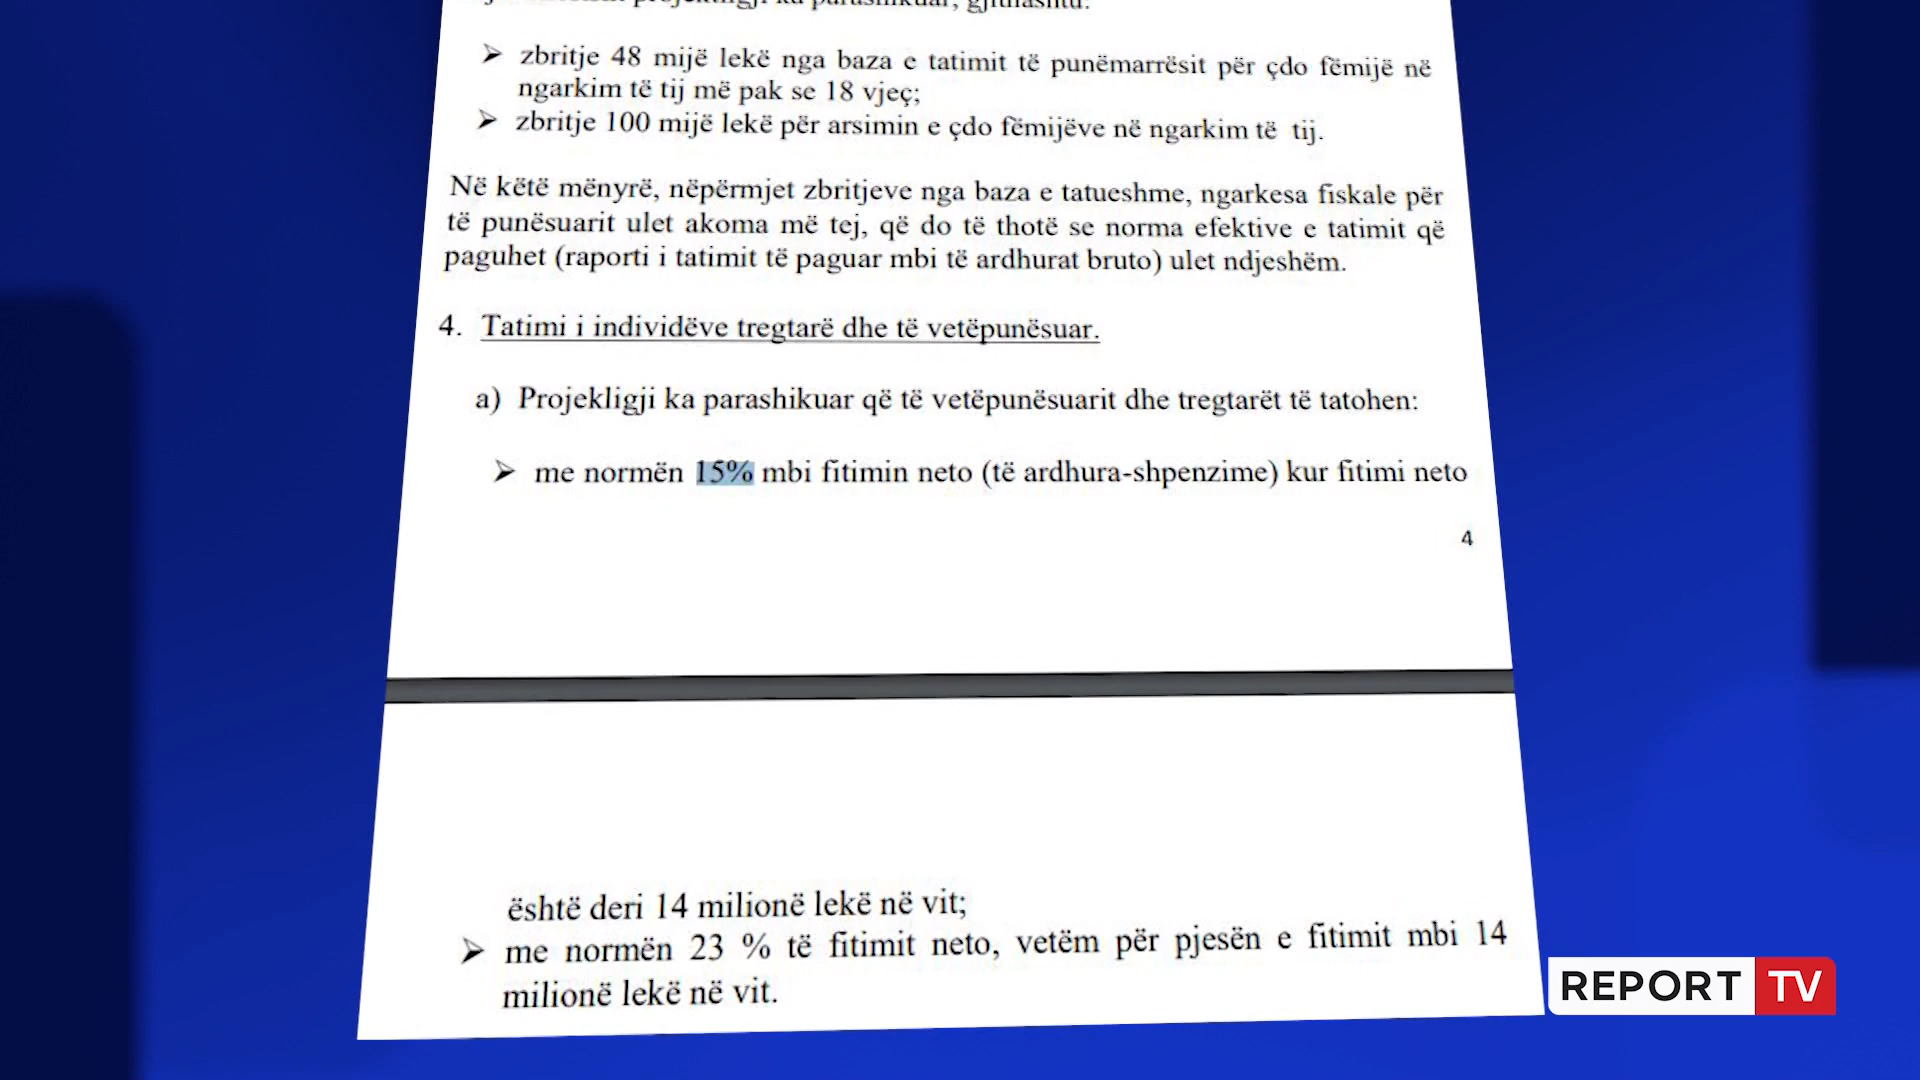 zbritje 48 mijë lekë nga baza e tatimit të punëmarrësit për çdo fëmijë në
ngarkim të tij më pak se 18 vjeç;
zbritje 100 mijë lekë për arsimin e çdo fëmijëve në ngarkim të tij.
Në këtë mënyrë, nëpërmjet zbritjeve nga baza e tatueshme, ngarkesa fiskale për
të punësuarit ulet akoma më tej, që do të thotë se norma efektive e tatimit që
paguhet (raporti i tatimit të paguar mbi të ardhurat bruto) ulet ndjeshëm.
4. Tatimi i individëve tregtarë dhe të vetëpunësuar.
a) Projekligji ka parashikuar që të vetëpunësuarit dhe tregtarët të tatohen:
me normën 15% mbi fitimin neto (të ardhura-shpenzime) kur fitimi neto
4
është deri 14 milionë lekë në vit;
me normën 23 % të fitimit neto, vetëm për pjesën e fitimit mbi 14
milionë lekë në vit.
REPORT TV